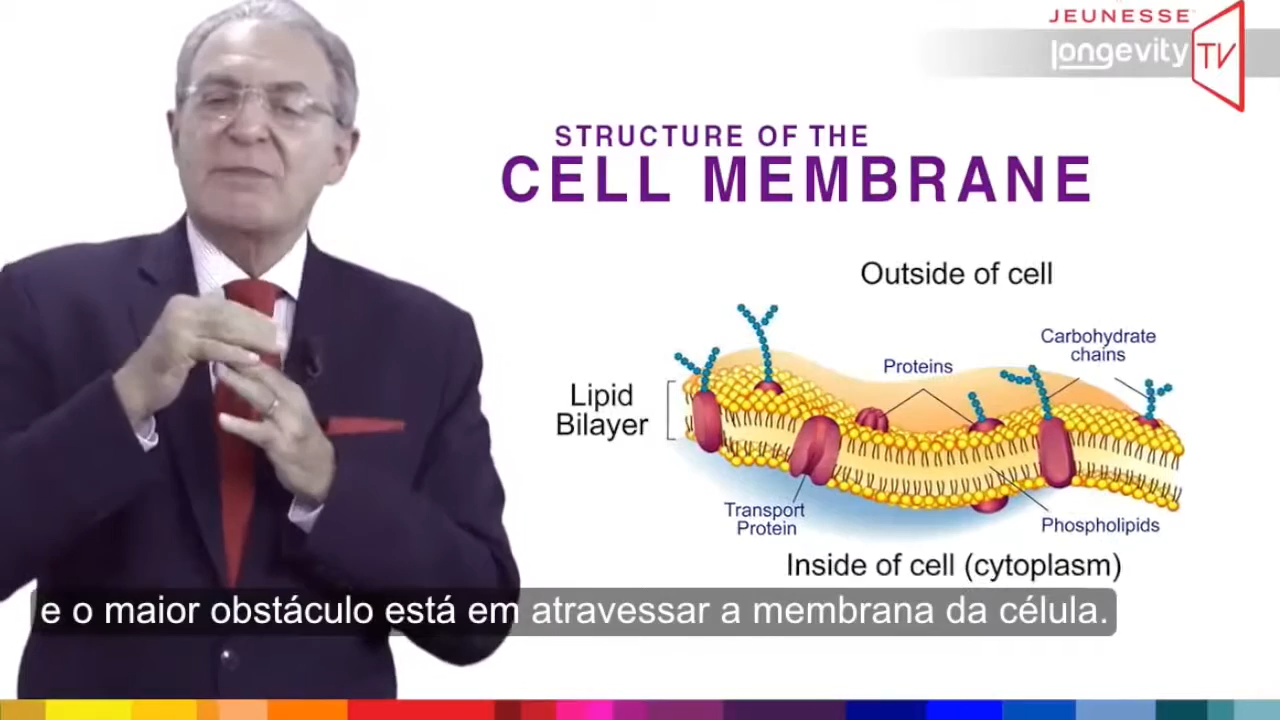 JEUNESSE
longevity TV
STRUCTURE OF THE
CELL MEMBRANE
Outside of cell
Carbohydrate
chains
Proteins
Lipid
Bilayer
Transport
Protein
Phospholipids
Inside of cell (cytoplasm)
e o maior obstáculo está em atravessar a membrana da célula.